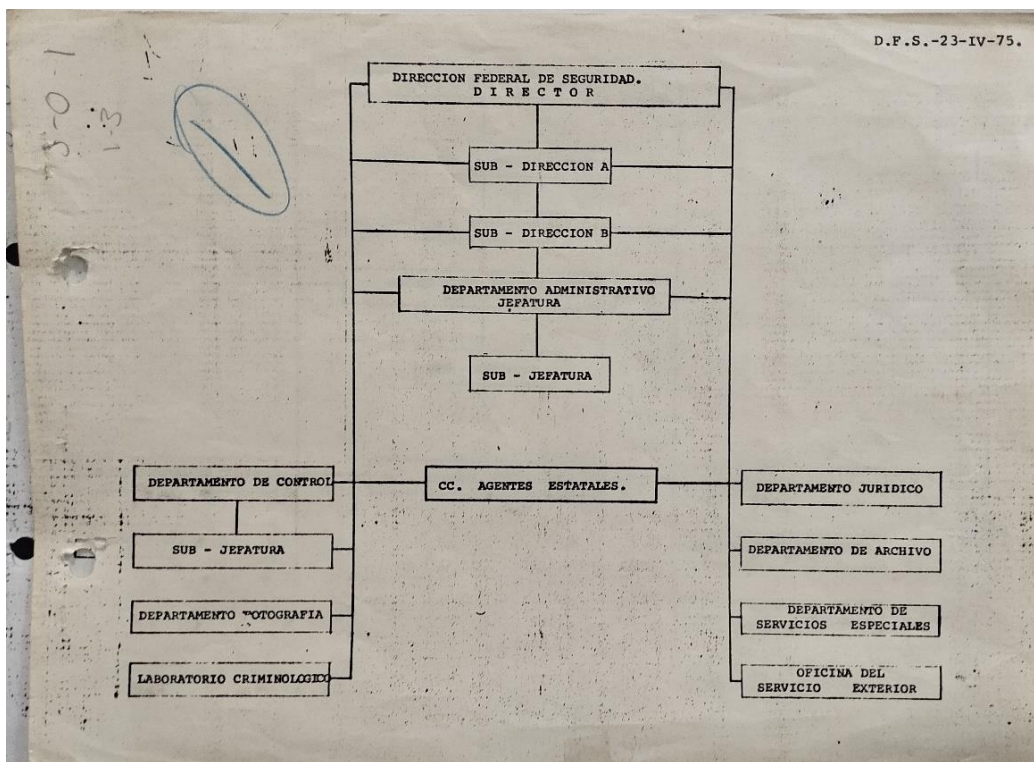 D.F.S.-23-IV-75.
DIRECCION FEDERAL DE SEGURIDAD.
D I R E C T O R
SUB - DIRECCION A
SUB - DIRECCION B
DEPARTAMENTO ADMINISTRATIVO
JEFATURA
SUB - JEFATURA
DEPARTAMENTO DE CONTROL
CC. AGENTES ESTATALES.
DEPARTAMENTO JURIDICO
SUB - JEFATURA
DEPARTAMENTO DE ARCHIVO
DEPARTAMENTO FOTOGRAFIA
DEPARTAMENTO DE
SERVICIOS ESPECIALES
LABORATORIO CRIMINOLOGICO
OFICINA DEL
SERVICIO EXTERIOR